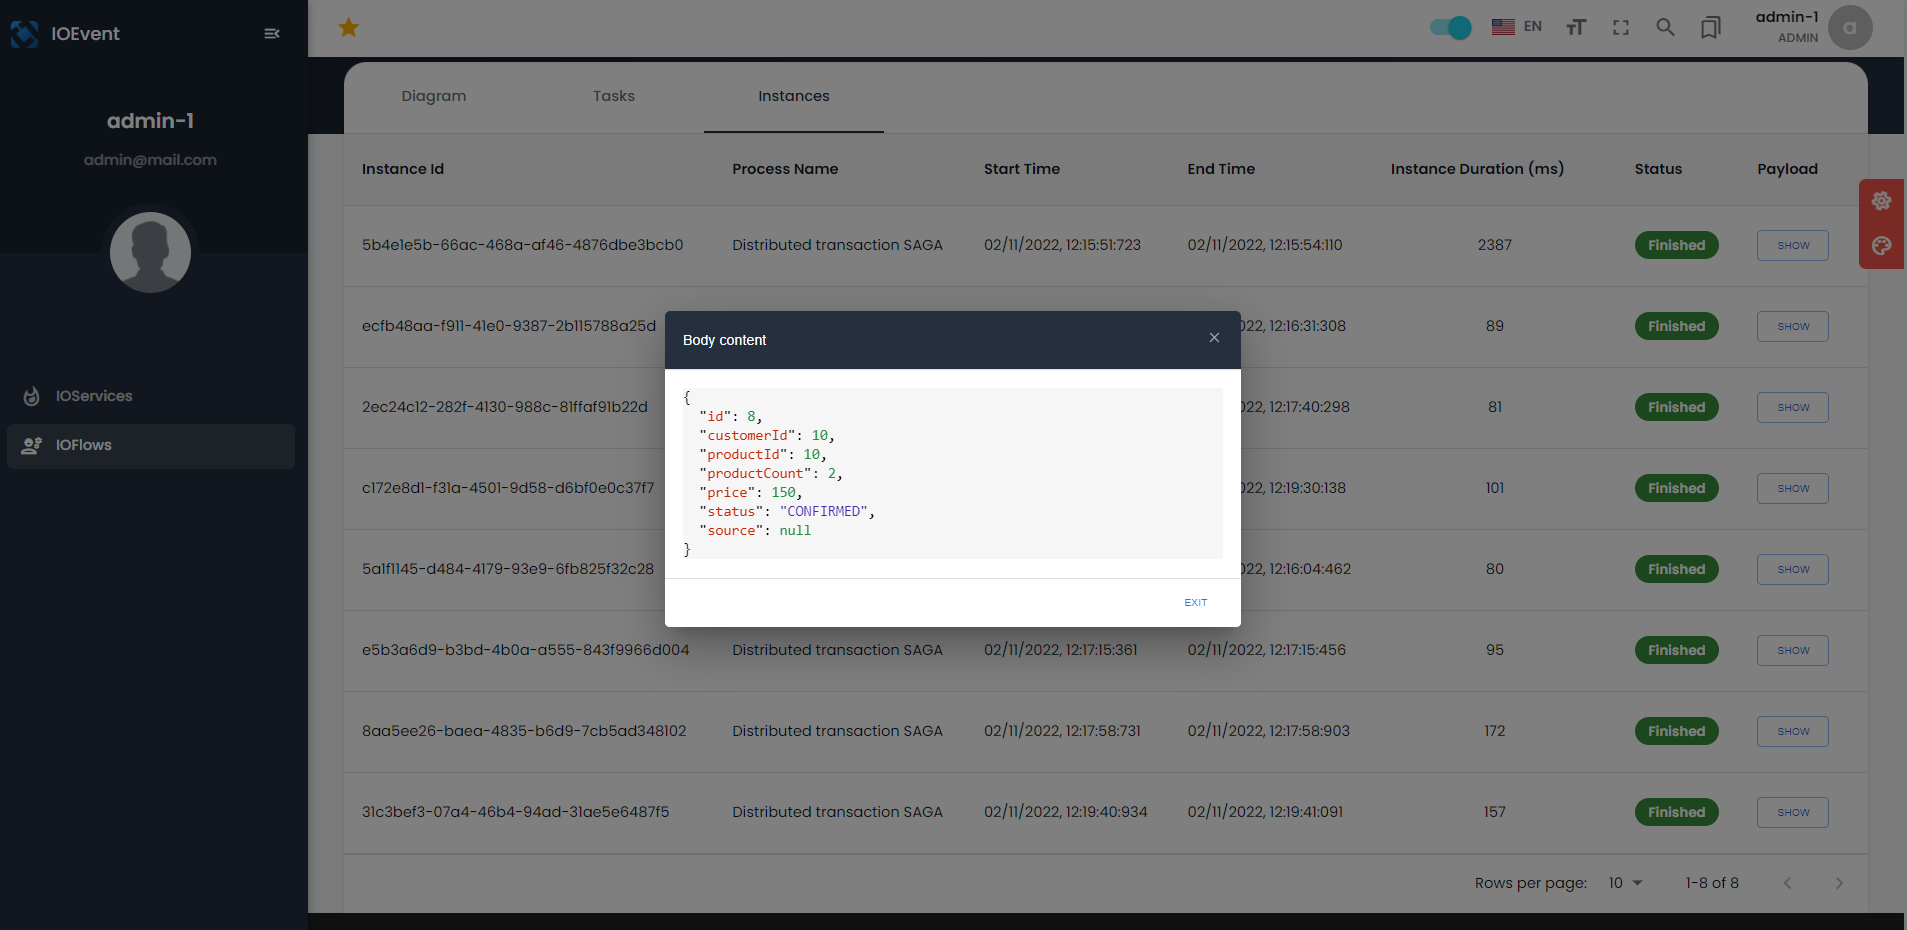 IOEvent
admin-1
admin@mail.com
IOServices
IOFlows
EN
admin-1
ADMIN
a
Diagram Tasks Instances
Instance Id Process Name Start Time End Time Instance Duration (ms) Status Payload
5b4e1e5b-66ac-468a-af46-4876dbe3bcb0 Distributed transaction SAGA 02/11/2022, 12:15:51:723 02/11/2022, 12:15:54:110 2387 Finished SHOW
ecfb48aa-f911-41e0-9387-2b115788a25d 022, 12:16:31:308 89 Finished SHOW
2ec24c12-282f-4130-988c-81ffaf91b22d 022, 12:17:40:298 81 Finished SHOW
c172e8d1-f31a-4501-9d58-d6bf0e0c37f7 022, 12:19:30:138 101 Finished SHOW
5a1f1145-d484-4179-93e9-6fb825f32c28 022, 12:16:04:462 80 Finished SHOW
e5b3a6d9-b3bd-4b0a-a555-843f9966d004 Distributed transaction SAGA 02/11/2022, 12:17:15:361 02/11/2022, 12:17:15:456 95 Finished SHOW
8aa5ee26-baea-4835-b6d9-7cb5ad348102 Distributed transaction SAGA 02/11/2022, 12:17:58:731 02/11/2022, 12:17:58:903 172 Finished SHOW
31c3bef3-07a4-46b4-94ad-31ae5e6487f5 Distributed transaction SAGA 02/11/2022, 12:19:40:934 02/11/2022, 12:19:41:091 157 Finished SHOW
Rows per page: 10 1-8 of 8
Body content
{
"id": 8,
"customerId": 10,
"productId": 10,
"productCount": 2,
"price": 150,
"status": "CONFIRMED",
"source": null
}
EXIT